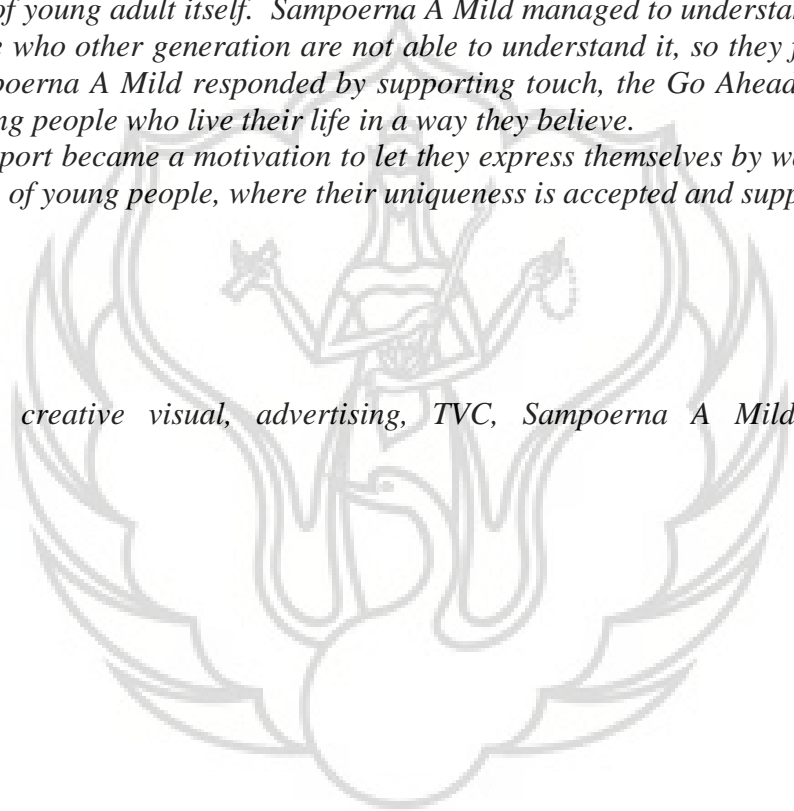 of young adult itself. Sampoerna A Mild managed to understan
e who other generation are not able to understand it, so they f
poerna A Mild responded by supporting touch, the Go Ahead
ng people who live their life in a way they believe.
port became a motivation to let they express themselves by wa
of young people, where their uniqueness is accepted and supp
creative visual, advertising, TVC, Sampoerna A Mild